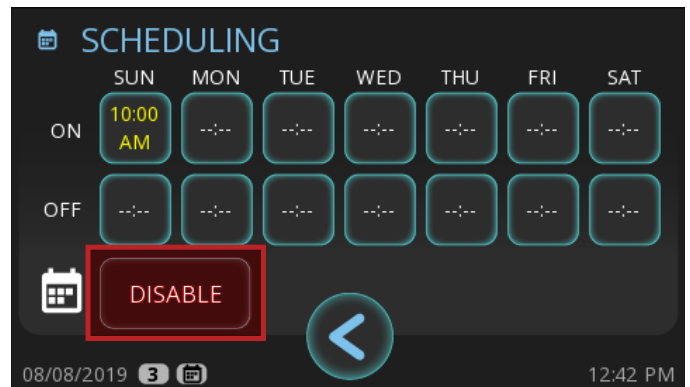 SCHEDULING
SUN MON TUE WED THU FRI SAT
ON 10:00 AM --:-- --:-- --:-- --:-- --:-- --:--
OFF --:-- --:-- --:-- --:-- --:-- --:-- --:--
DISABLE
08/08/2019 3 12:42 PM